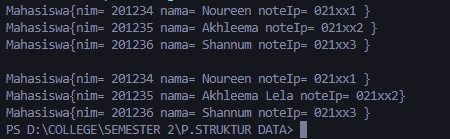 Mahasiswa{nim= 201234 nama= Noureen noteIp= 021xx1 }
Mahasiswa{nim= 201235 nama= Akhleema noteIp= 021xx2 }
Mahasiswa{nim= 201236 nama= Shannum noteIp= 021xx3 }

Mahasiswa{nim= 201234 nama= Noureen noteIp= 021xx1 }
Mahasiswa{nim= 201235 nama= Akhleema Lela noteIp= 021xx2}
Mahasiswa{nim= 201236 nama= Shannum noteIp= 021xx3 }
PS D:\COLLEGE\SEMESTER 2\P.STRUKTUR DATA>